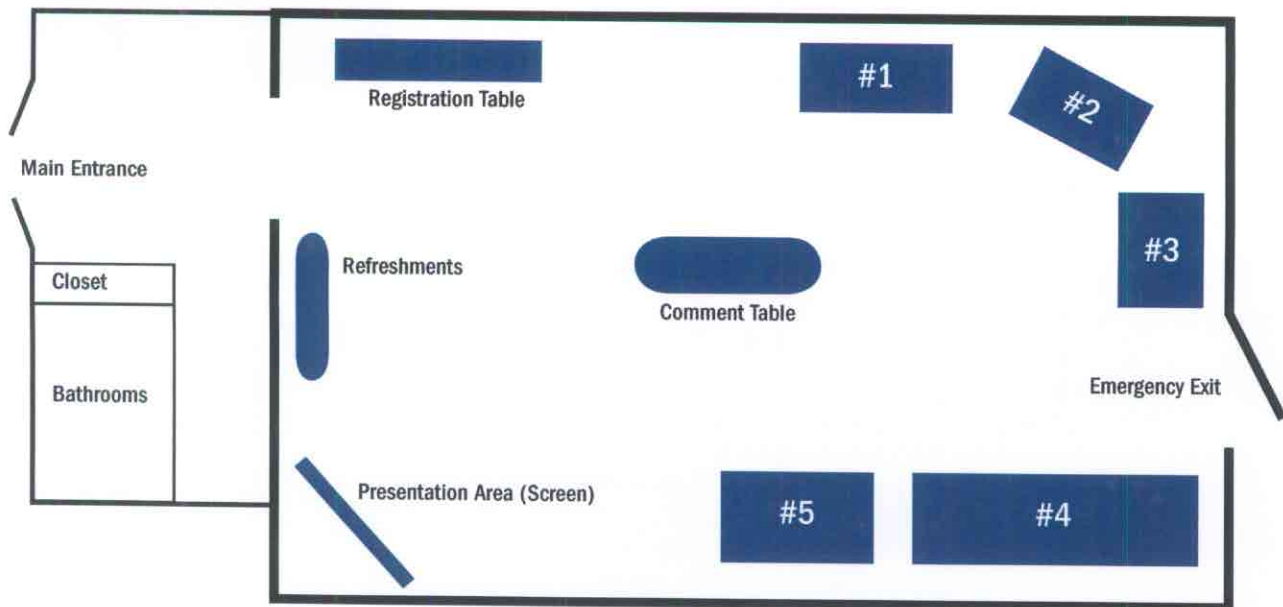 #1
#2
Registration Table
Main Entrance
#3
Closet
Refreshments
Comment Table
Bathrooms
Emergency Exit
Presentation Area (Screen)
#5
#4